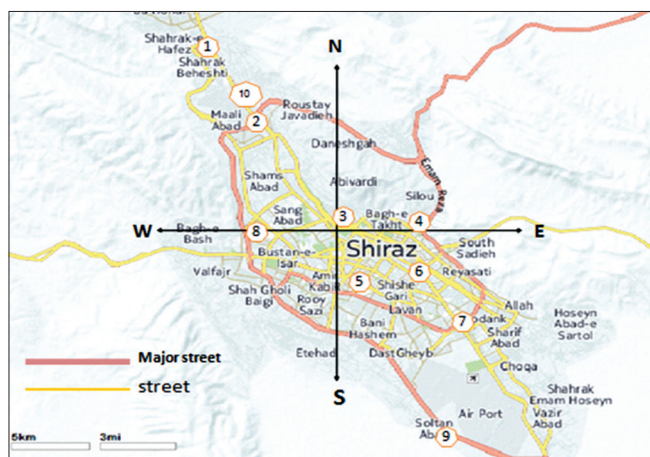 Shahrak-e
Hafez
1
Shahrak
Beheshti
N
10
Roustay
Javadieh
Maali
Abad
2
Daneshgah
Emam Reza
Shams
Abad
Abivardi
Silou
Sang
Abad
3
Bagh-e
Takht
4
W
E
Bagh-e
Bash
8
Shiraz
South
Sadieh
Bustan-e-
Isar
Valfajr
Amir
Kabir
6
Reyasati
Shah Gholi
Baigi
Rooy
Sazi
5
Shishe
Gari
Lavan
Allah
Hoseyn
Abad-e
Sartol
Bani
Hashem
7
odank
Sharif
Abad
Major street
Etehad
DastGheyb
Choqa
street
S
Shahrak
Emam Hoseyn
Vazir
Abad
Air Port
Soltan
Aba
9
5km
3mi